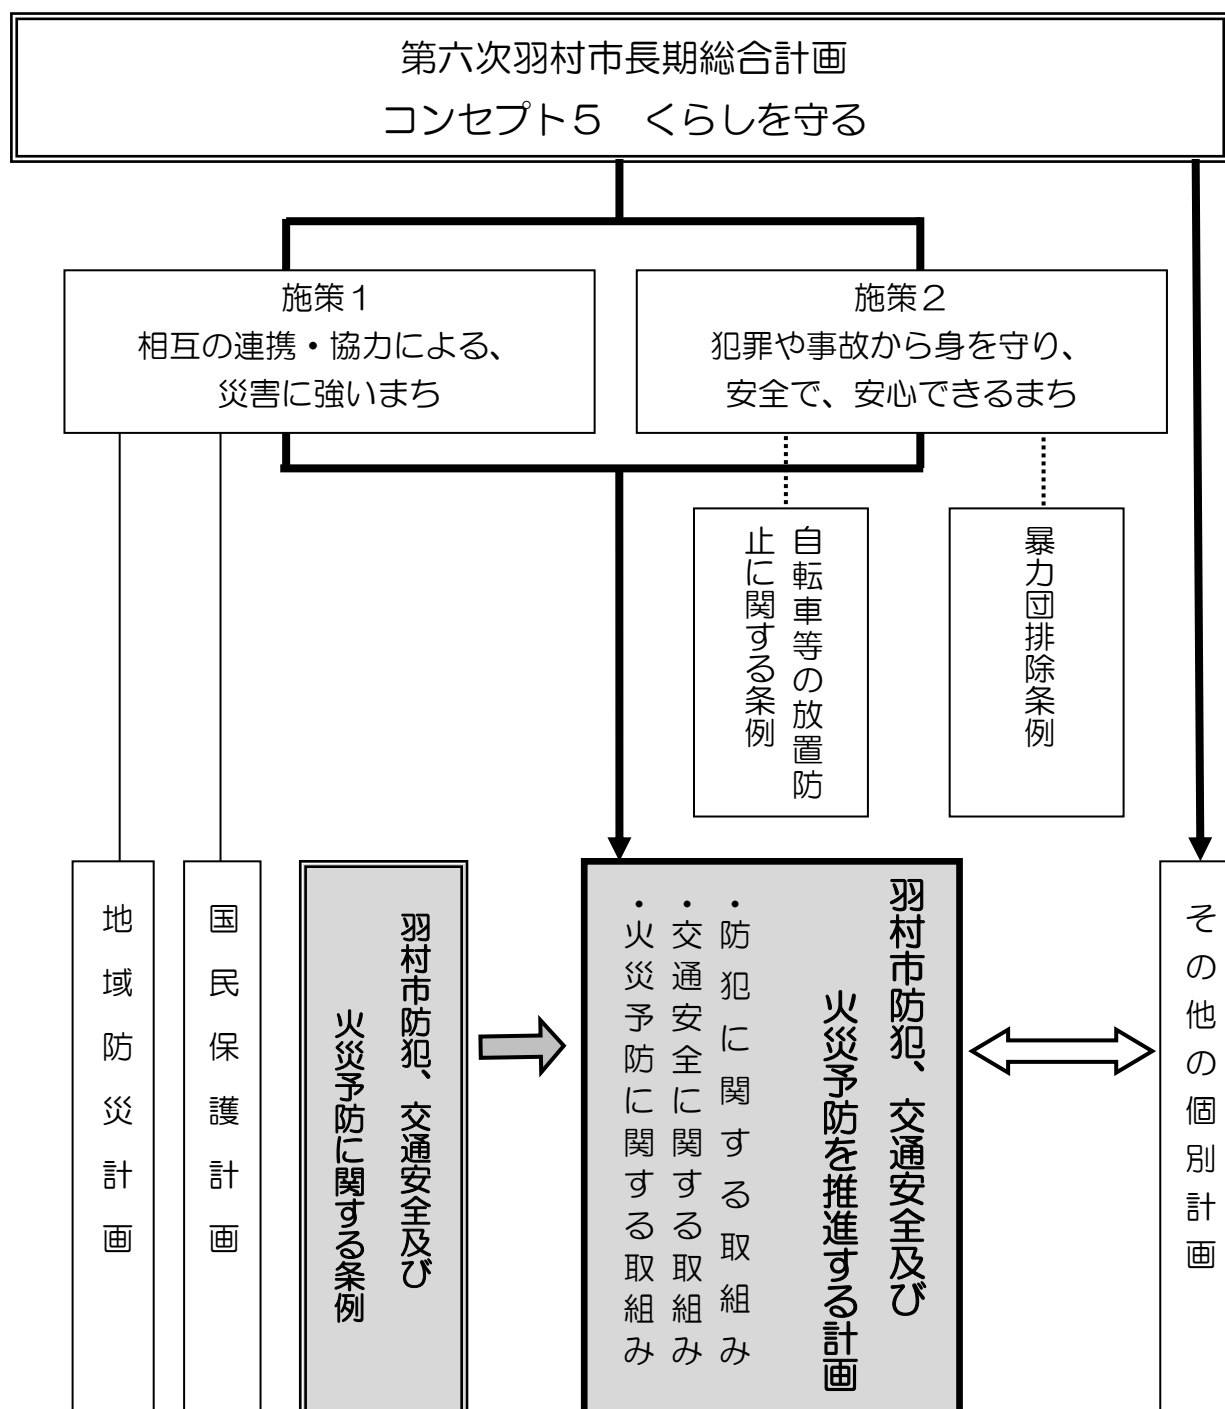 第六次羽村市長期総合計画
コンセプト５　くらしを守る
施策１
相互の連携・協力による、
災害に強いまち
施策２
犯罪や事故から身を守り、
安全で、安心できるまち
自転車等の放置防
止に関する条例
暴力団排除条例
地域防災計画
国民保護計画
羽村市防犯、交通安全及び
火災予防に関する条例
羽村市防犯、交通安全及び
火災予防を推進する計画
・防犯に関する取組み
・交通安全に関する取組み
・火災予防に関する取組み
その他の個別計画